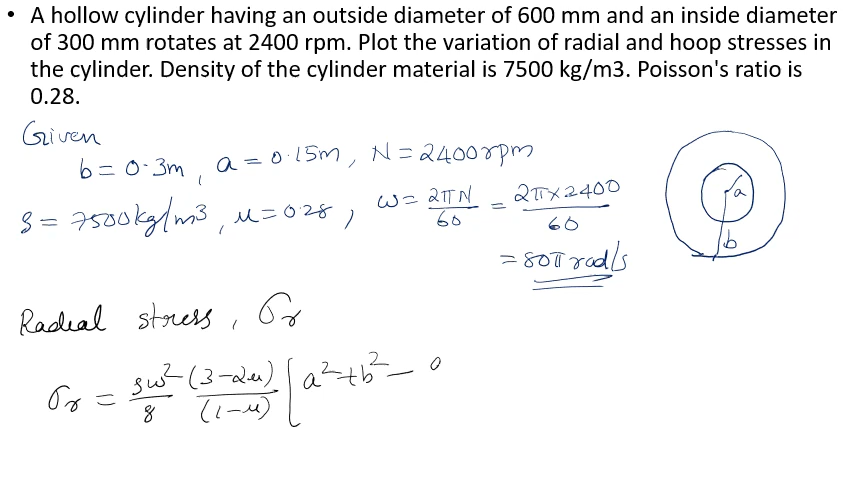 • A hollow cylinder having an outside diameter of 600 mm and an inside diameter
of 300 mm rotates at 2400 rpm. Plot the variation of radial and hoop stresses in
the cylinder. Density of the cylinder material is 7500 kg/m3. Poisson's ratio is
0.28.
Given
b = 0.3m, a = 0.15m, N = 2400rpm
ρ = 7500kg/m³, μ = 0.28, ω = 2πN/60 = 2π×2400/60
= 80π rad/s
a
b
Radial stress, σr
σr = ρω²/8 (3-2μ)/(1-μ) [a²+b²-